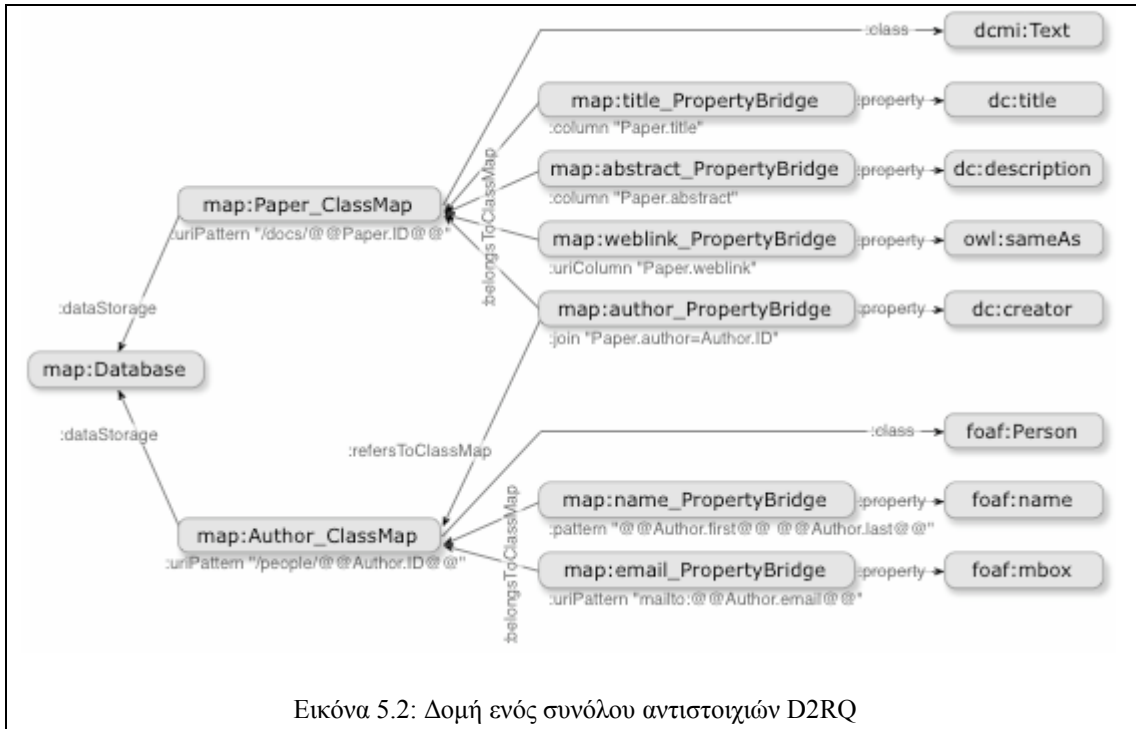 :class
dcmi:Text
map:title_PropertyBridge
:property
dc:title
:column "Paper.title"
map:abstract_PropertyBridge
:property
dc:description
:column "Paper.abstract"
:belongsToClassMap
map:Paper_ClassMap
:uriPattern "/docs/@@Paper.ID@@"
map:weblink_PropertyBridge
:property
owl:sameAs
:uriColumn "Paper.weblink"
map:author_PropertyBridge
:property
dc:creator
:join "Paper.author=Author.ID"
:dataStorage
map:Database
:dataStorage
:refersToClassMap
:class
foaf:Person
map:name_PropertyBridge
:property
foaf:name
:pattern "@@Author.first@@ @@Author.last@@"
:belongsToClassMap
map:Author_ClassMap
:uriPattern "/people/@@Author.ID@@"
map:email_PropertyBridge
:property
foaf:mbox
:uriPattern "mailto:@@Author.email@@"
Εικόνα 5.2: Δομή ενός συνόλου αντιστοιχιών D2RQ